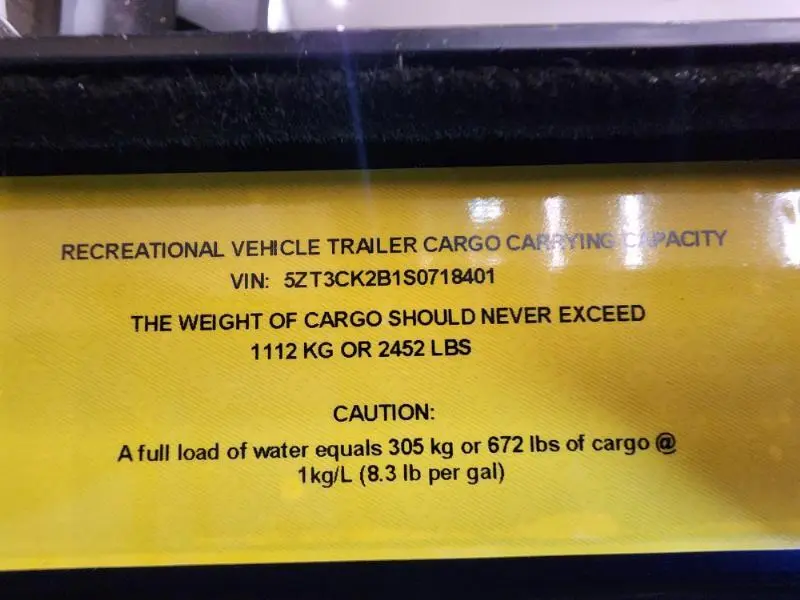 RECREATIONAL VEHICLE TRAILER CARGO CARRYING CAPACITY
VIN: 5ZT3CK2B1S0718401
THE WEIGHT OF CARGO SHOULD NEVER EXCEED
1112 KG OR 2452 LBS
CAUTION:
A full load of water equals 305 kg or 672 lbs of cargo @
1kg/L (8.3 lb per gal)